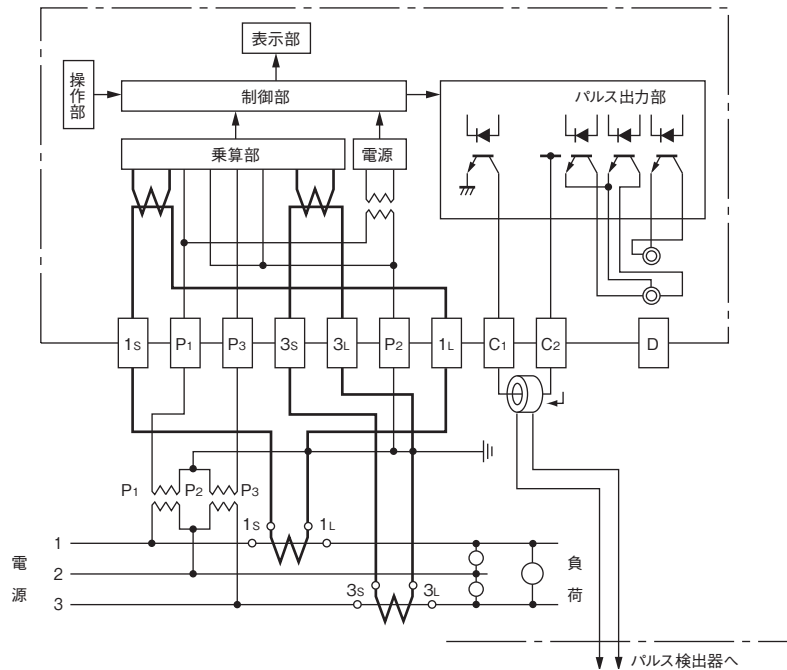 表示部
操作部
制御部
パルス出力部
乗算部
電源
1S
P1
P3
3S
3L
P2
1L
C1
C2
D
P1
P2
P3
1S
1L
1
電源
2
負荷
3S
3L
3
パルス検出器へ